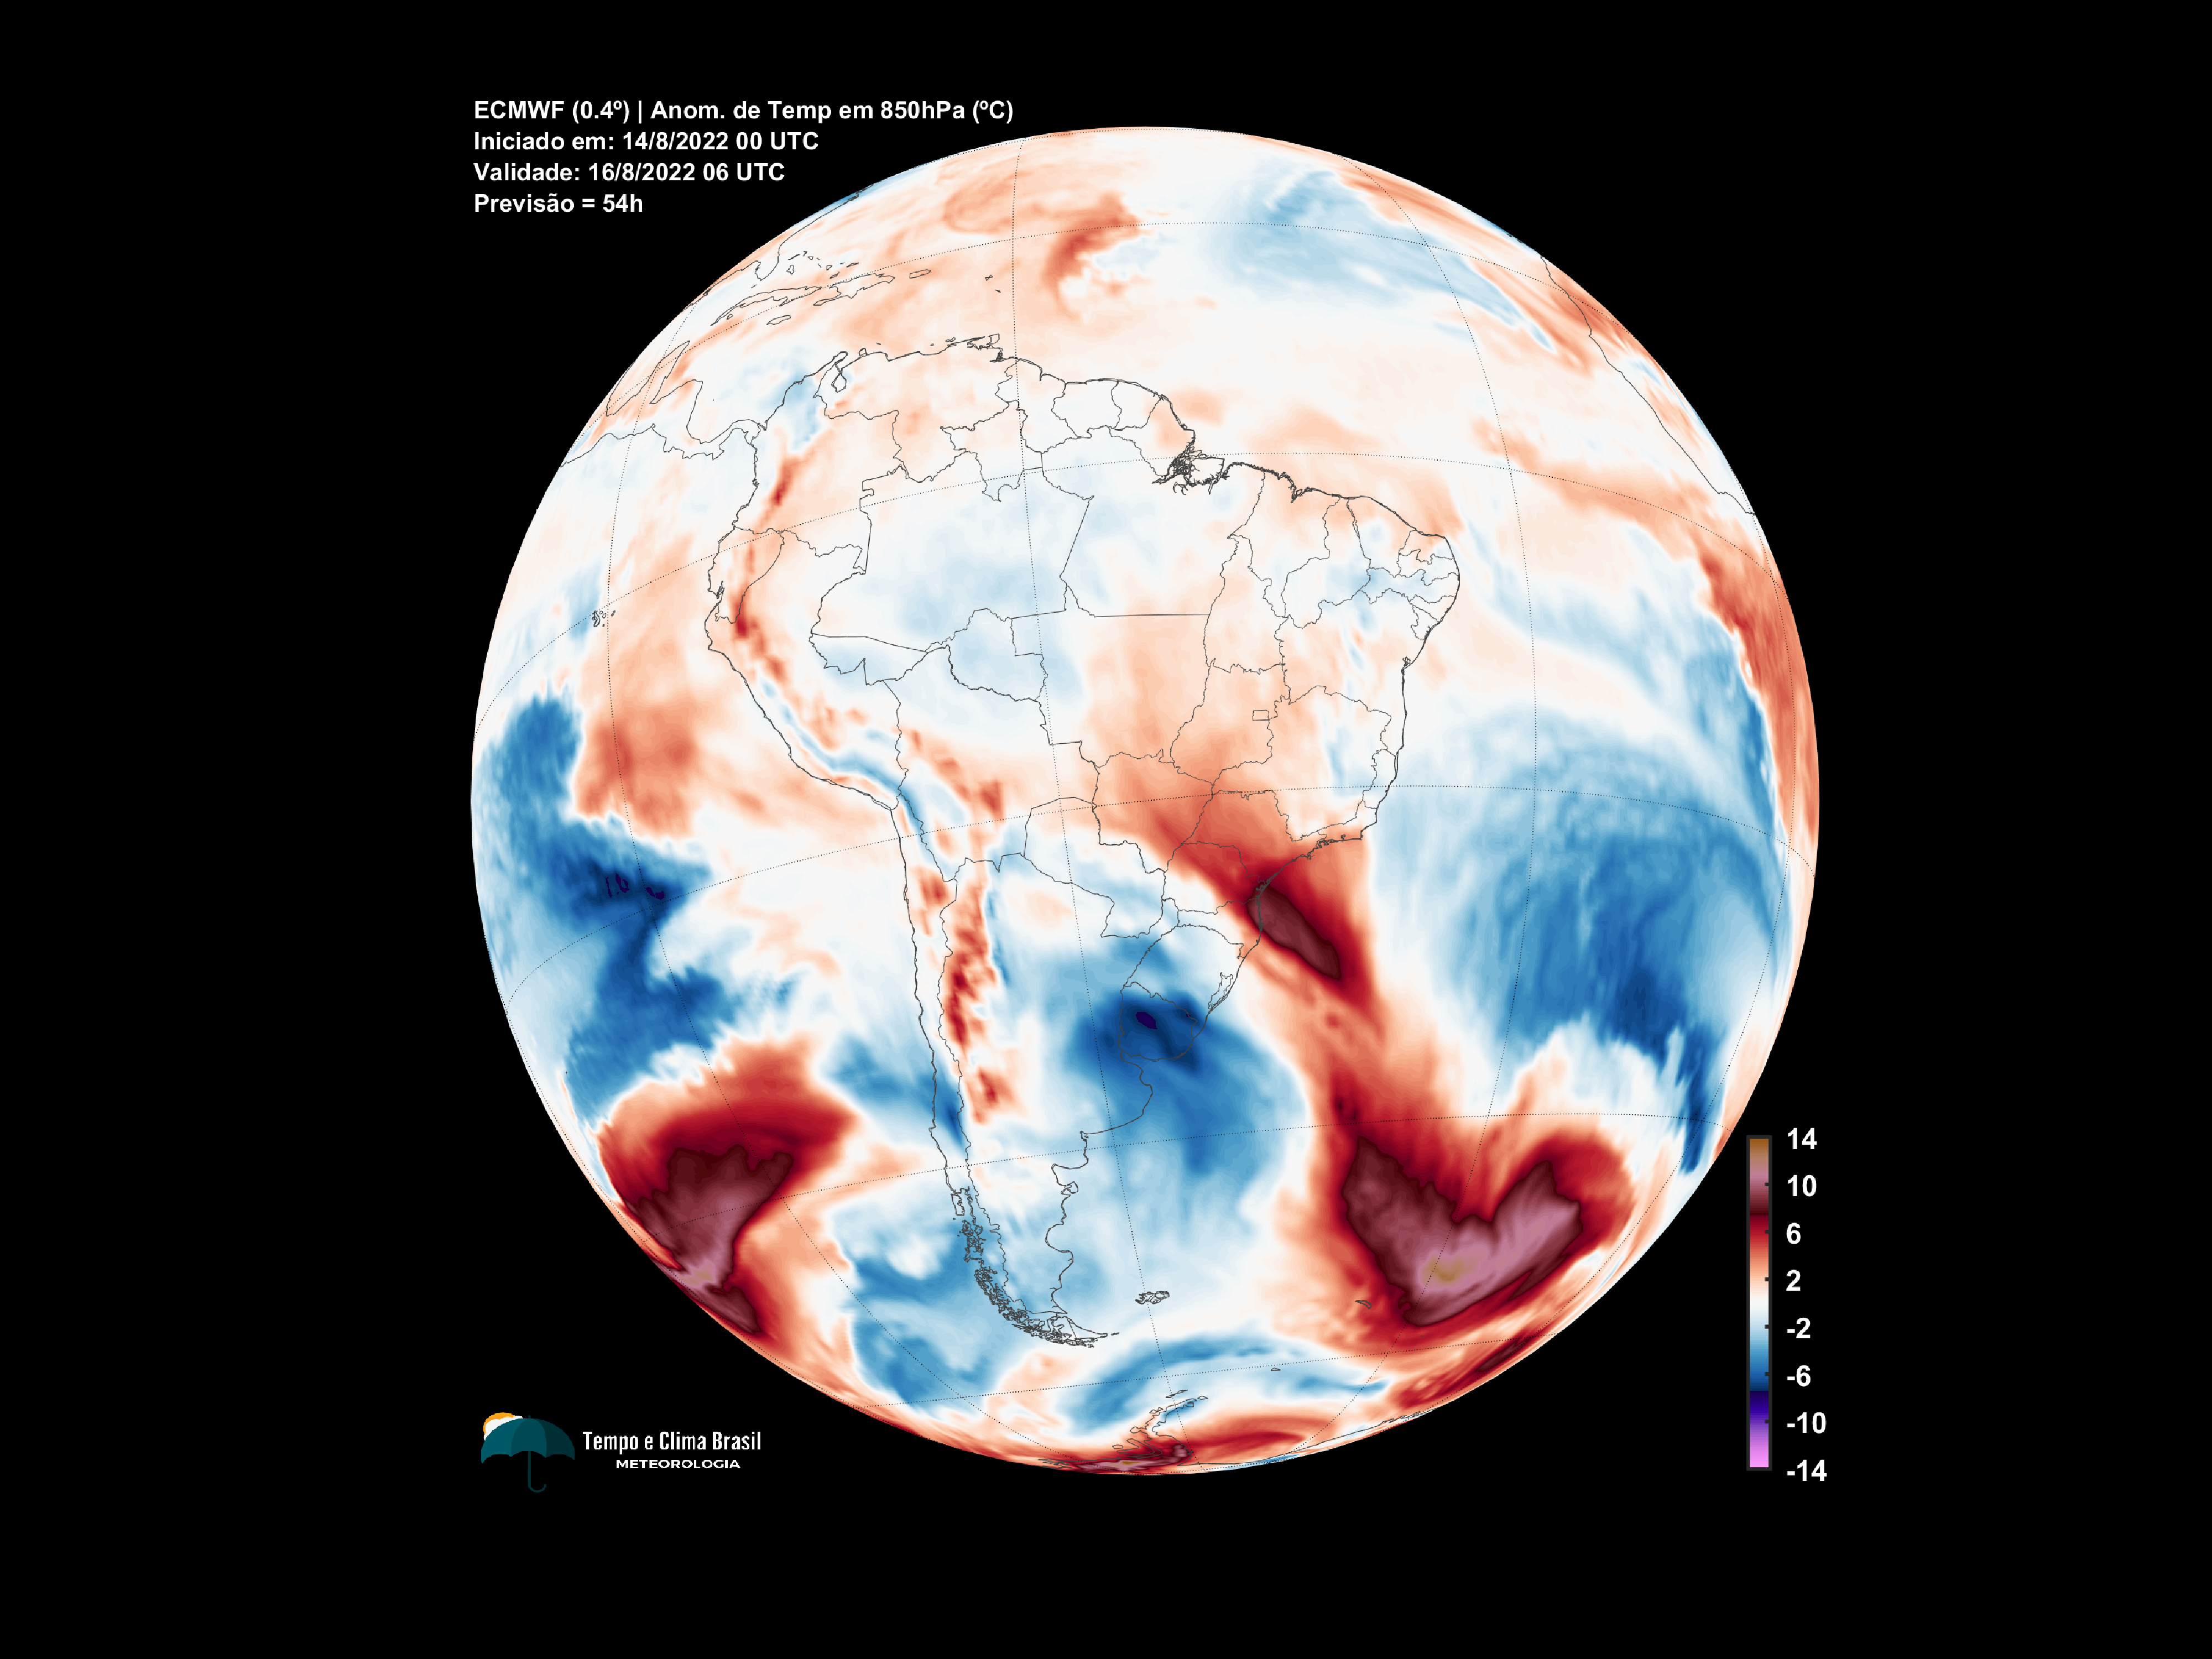 ECMWF (0.4º) | Anom. de Temp em 850hPa (ºC)
Iniciado em: 14/8/2022 00 UTC
Validade: 16/8/2022 06 UTC
Previsão = 54h
14
10
6
2
-2
-6
-10
-14
Tempo e Clima Brasil
METEOROLOGIA